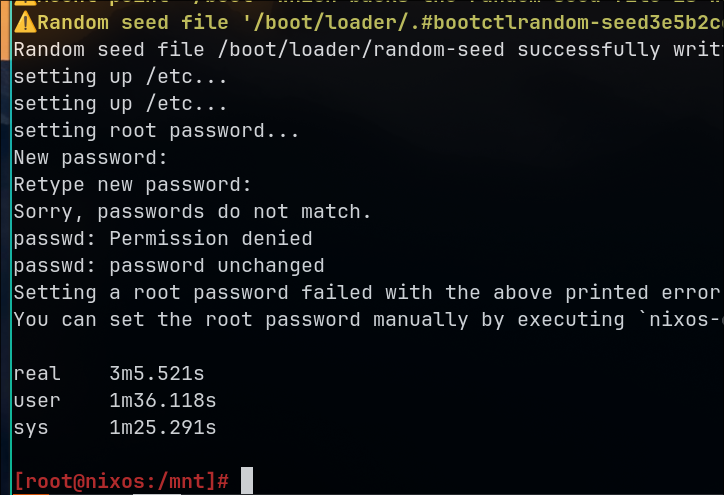 ⚠️Random seed file '/boot/loader/.#bootctlrandom-seed3e5b2c
Random seed file /boot/loader/random-seed successfully writ
setting up /etc...
setting up /etc...
setting root password...
New password:
Retype new password:
Sorry, passwords do not match.
passwd: Permission denied
passwd: password unchanged
Setting a root password failed with the above printed error
You can set the root password manually by executing `nixos-
real 3m5.521s
user 1m36.118s
sys 1m25.291s
[root@nixos:/mnt]#